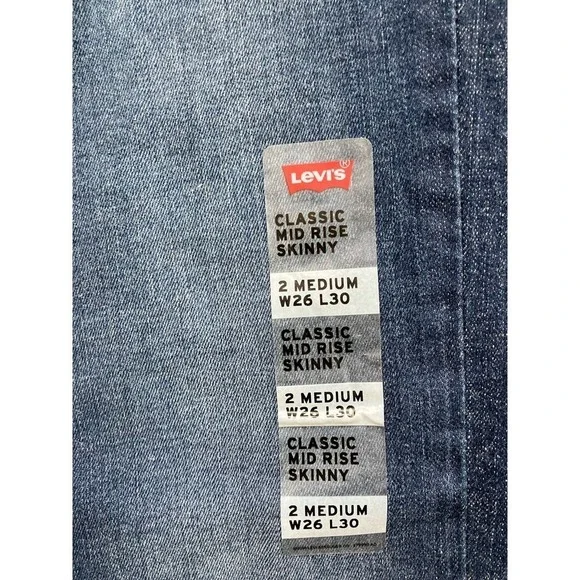 LEVI'S®
CLASSIC
MID RISE
SKINNY
2 MEDIUM
W26 L30
CLASSIC
MID RISE
SKINNY
2 MEDIUM
W26 L30
CLASSIC
MID RISE
SKINNY
2 MEDIUM
W26 L30